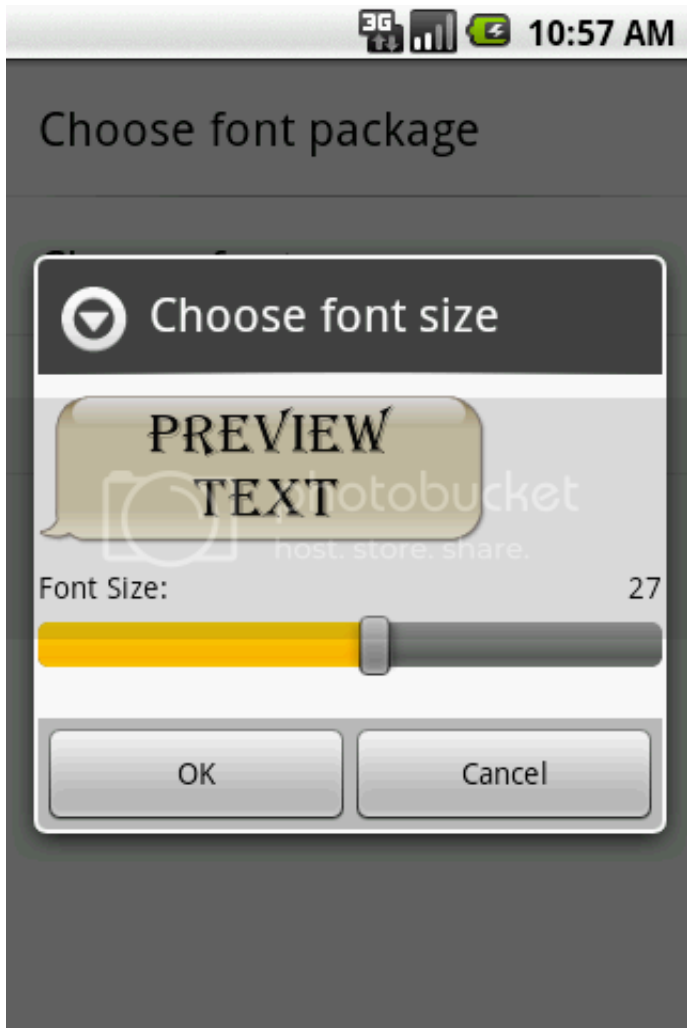 3G 10:57 AM
Choose font package
Choose font size
PREVIEW
TEXT
photobucket
host. store. share.
Font Size: 27
OK Cancel